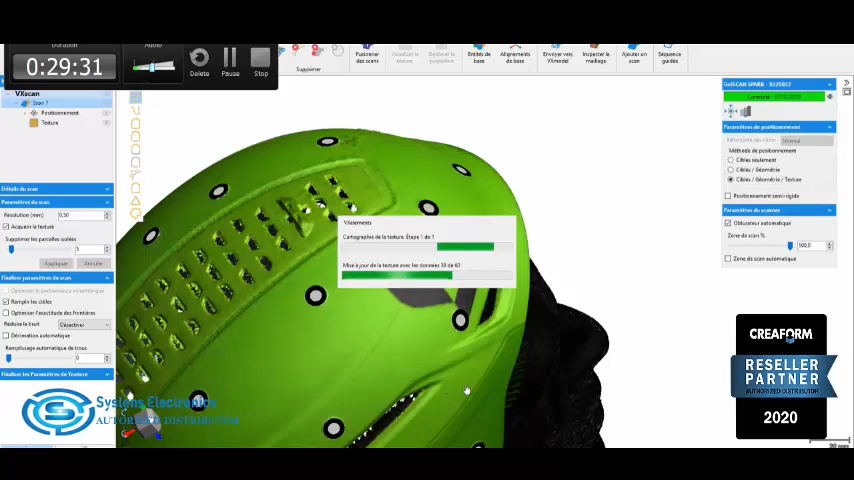 Duration
Audio
0:29:31
Delete
Pause
Stop
Supprimer
Fusionner des scans
Visualiser la texture
Entités de base
Alignements de base
Envoyer vers VXmodel
Inspecter le maillage
Ajouter un scan
Séquence guidée
VXscan
Scan 1
Positionnement
Texture
Détails du scan
Paramètres du scan
Résolution (mm) 0,50
Acquérir la texture
Supprimer les parcelles isolées
5
Appliquer
Annuler
Finaliser paramètres de scan
Remplir les cibles
Optimiser l'exactitude des frontières
Réduire le bruit Désactiver
Décimation automatique
Remplissage automatique de trous
0
Finaliser les Paramètres de Texture
VXelements
Cartographie de la texture. Étape 1 de 1
Mise à jour de la texture avec les données
Go!SCAN SPARK - 9220022
Paramètres de positionnement
Normal
Méthode de positionnement
Cibles seulement
Cibles / Géométrie
Cibles / Géométrie / Texture
Positionnement semi-rigide
Paramètres du scanner
Obturateur automatique
Zone de scan % 100,0
Zone de scan automatique
CREAFORM
RESELLER
PARTNER
AUTHORIZED DISTRIBUTOR
2020
Systems Electronics
AUTHORIZED DISTRIBUTOR